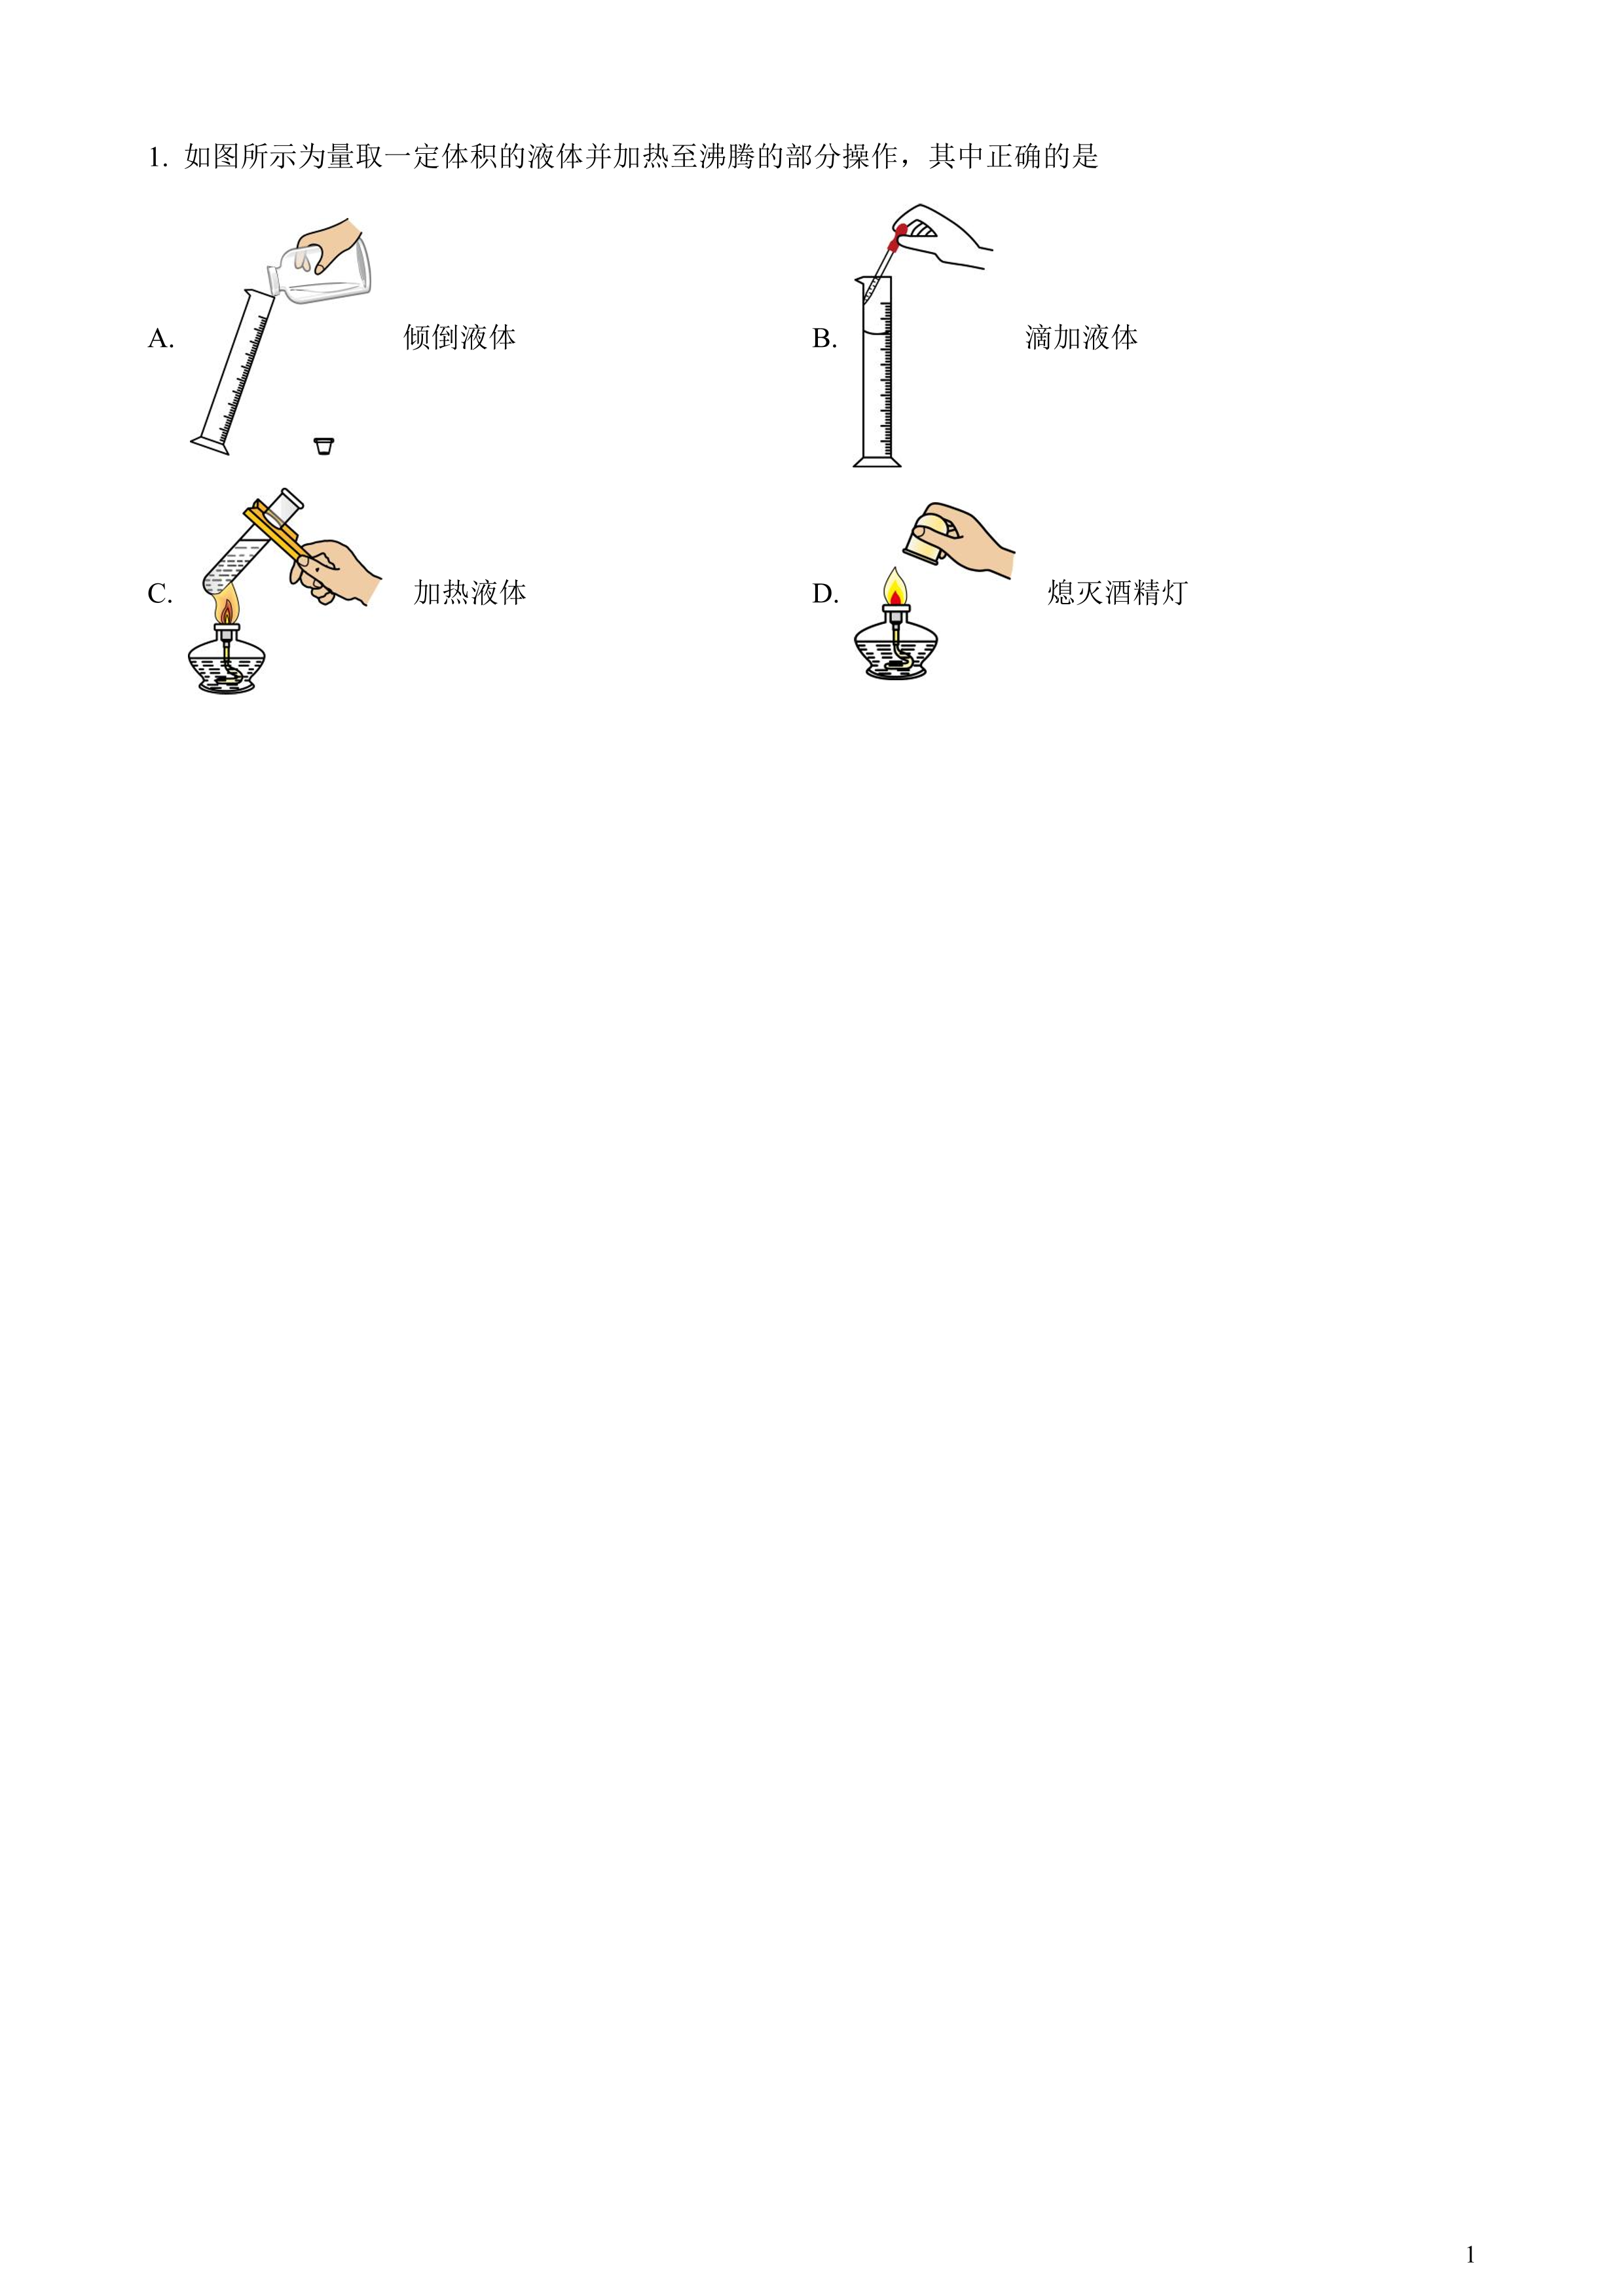 1. 如图所示为量取一定体积的液体并加热至沸腾的部分操作，其中正确的是
A. 倾倒液体 B. 滴加液体
C. 加热液体 D. 熄灭酒精灯
1